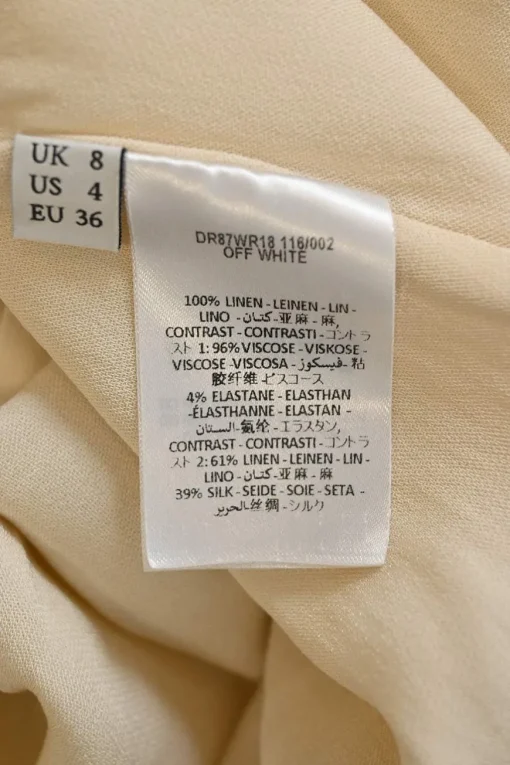 UK 8
US 4
EU 36
DR87WR18 116/002
OFF WHITE
100% LINEN - LEINEN - LIN -
LINO - كتان - 亚麻 - 麻,
CONTRAST - CONTRASTI - コントラ
スト 1: 96% VISCOSE - VISKOSE -
VISCOSE -VISCOSA - فيسكوز - 粘
胶纤维 ビスコース
4% ELASTANE - ELASTHAN
-ÉLASTHANNE - ELASTAN -
الاستان - 氨纶 - エラスタン,
CONTRAST - CONTRASTI - コントラ
スト 2: 61% LINEN - LEINEN - LIN -
LINO - كتان - 亚麻 - 麻
39% SILK - SEIDE - SOIE - SETA -
الحرير - 丝绸 - シルク